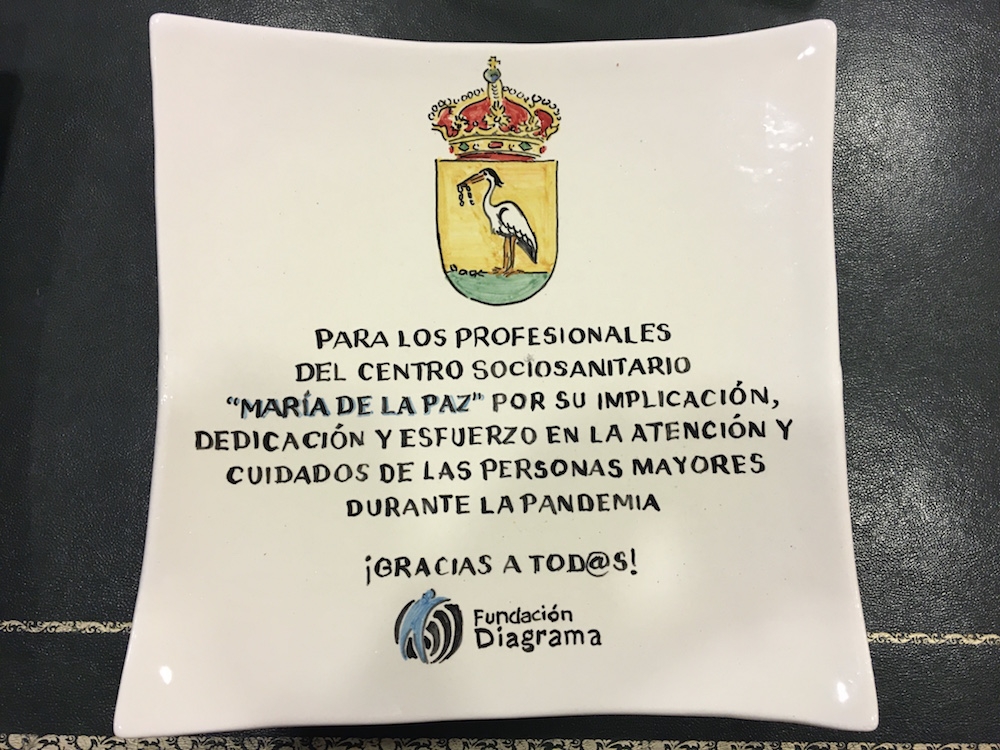 PARA LOS PROFESIONALES
DEL CENTRO SOCIOSANITARIO
"MARÍA DE LA PAZ" POR SU IMPLICACIÓN,
DEDICACIÓN Y ESFUERZO EN LA ATENCIÓN Y
CUIDADOS DE LAS PERSONAS MAYORES
DURANTE LA PANDEMIA
¡GRACIAS A TOD@S!
Fundación
Diagrama